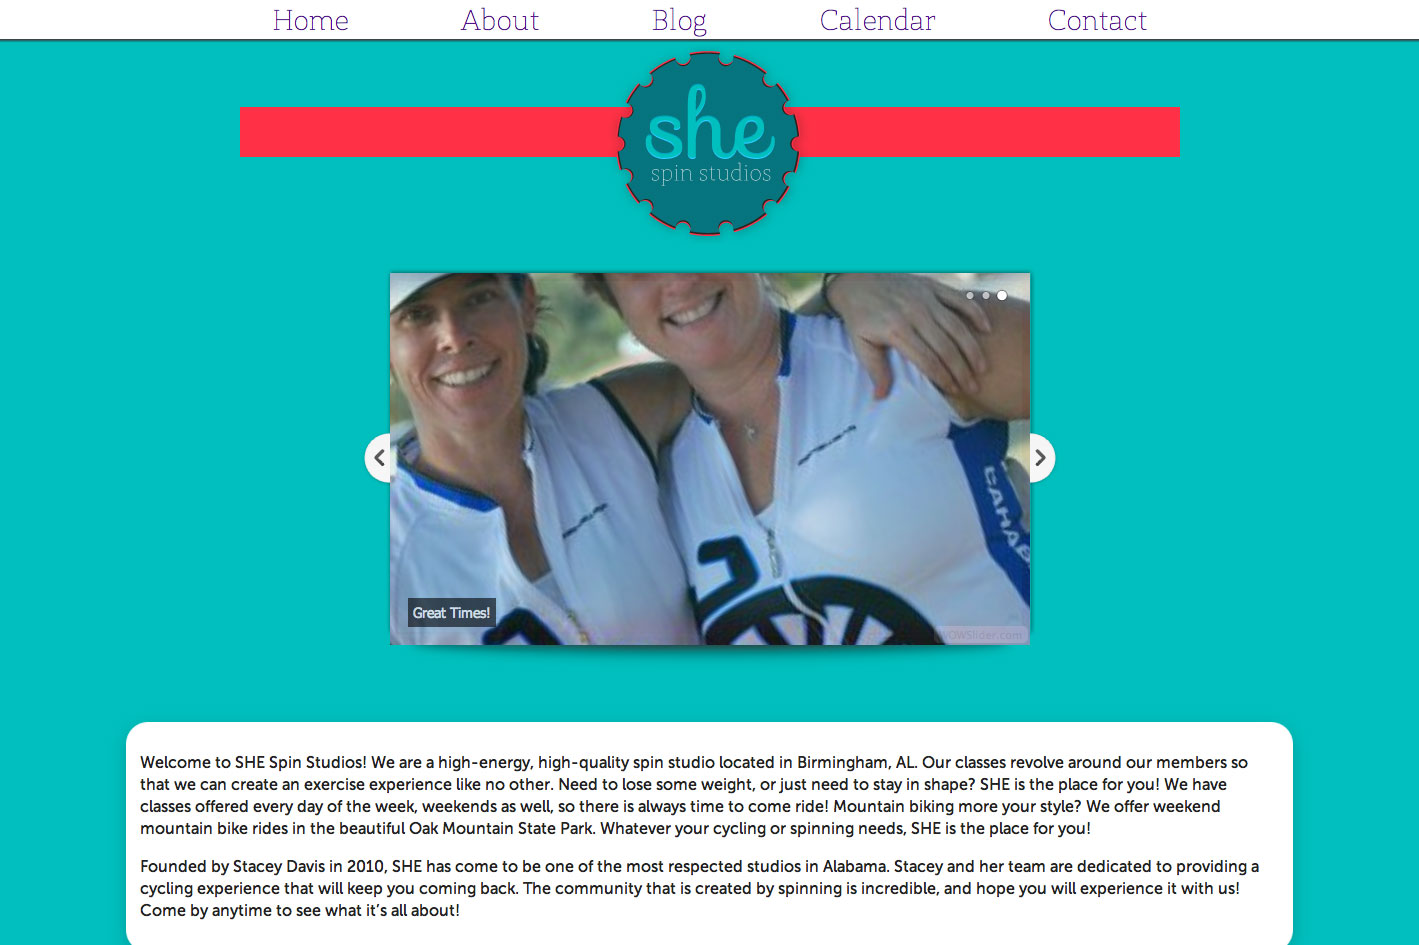 Home About Blog Calendar Contact
she
spin studios
CAHAB
Great Times!
WOWSlider.com
Welcome to SHE Spin Studios! We are a high-energy, high-quality spin studio located in Birmingham, AL. Our classes revolve around our members so
that we can create an exercise experience like no other. Need to lose some weight, or just need to stay in shape? SHE is the place for you! We have
classes offered every day of the week, weekends as well, so there is always time to come ride! Mountain biking more your style? We offer weekend
mountain bike rides in the beautiful Oak Mountain State Park. Whatever your cycling or spinning needs, SHE is the place for you!
Founded by Stacey Davis in 2010, SHE has come to be one of the most respected studios in Alabama. Stacey and her team are dedicated to providing a
cycling experience that will keep you coming back. The community that is created by spinning is incredible, and hope you will experience it with us!
Come by anytime to see what it’s all about!